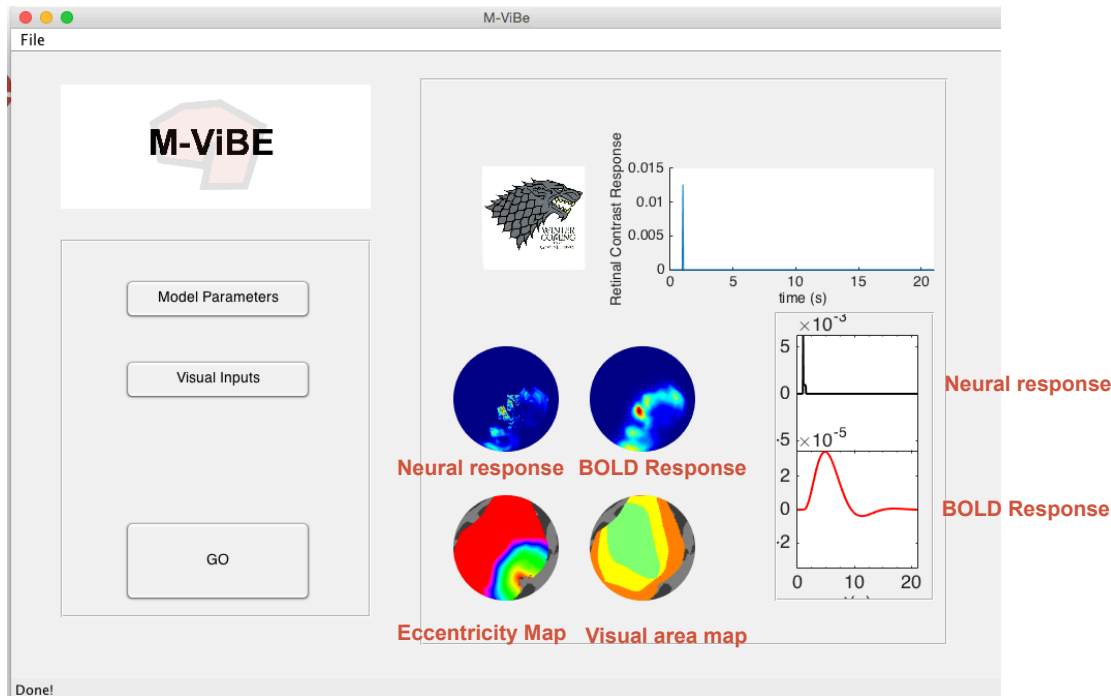 M-ViBe
File
M-ViBE
Model Parameters
Visual Inputs
GO
WINTER
COMING
Retinal Contrast Response
0.015
0.01
0.005
0
0 5 10 15 20
time (s)
×10-3
5
0
-5
×10-5
2
0
-2
0 10 20
Neural response
BOLD Response
Neural response
BOLD Response
Eccentricity Map
Visual area map
Done!